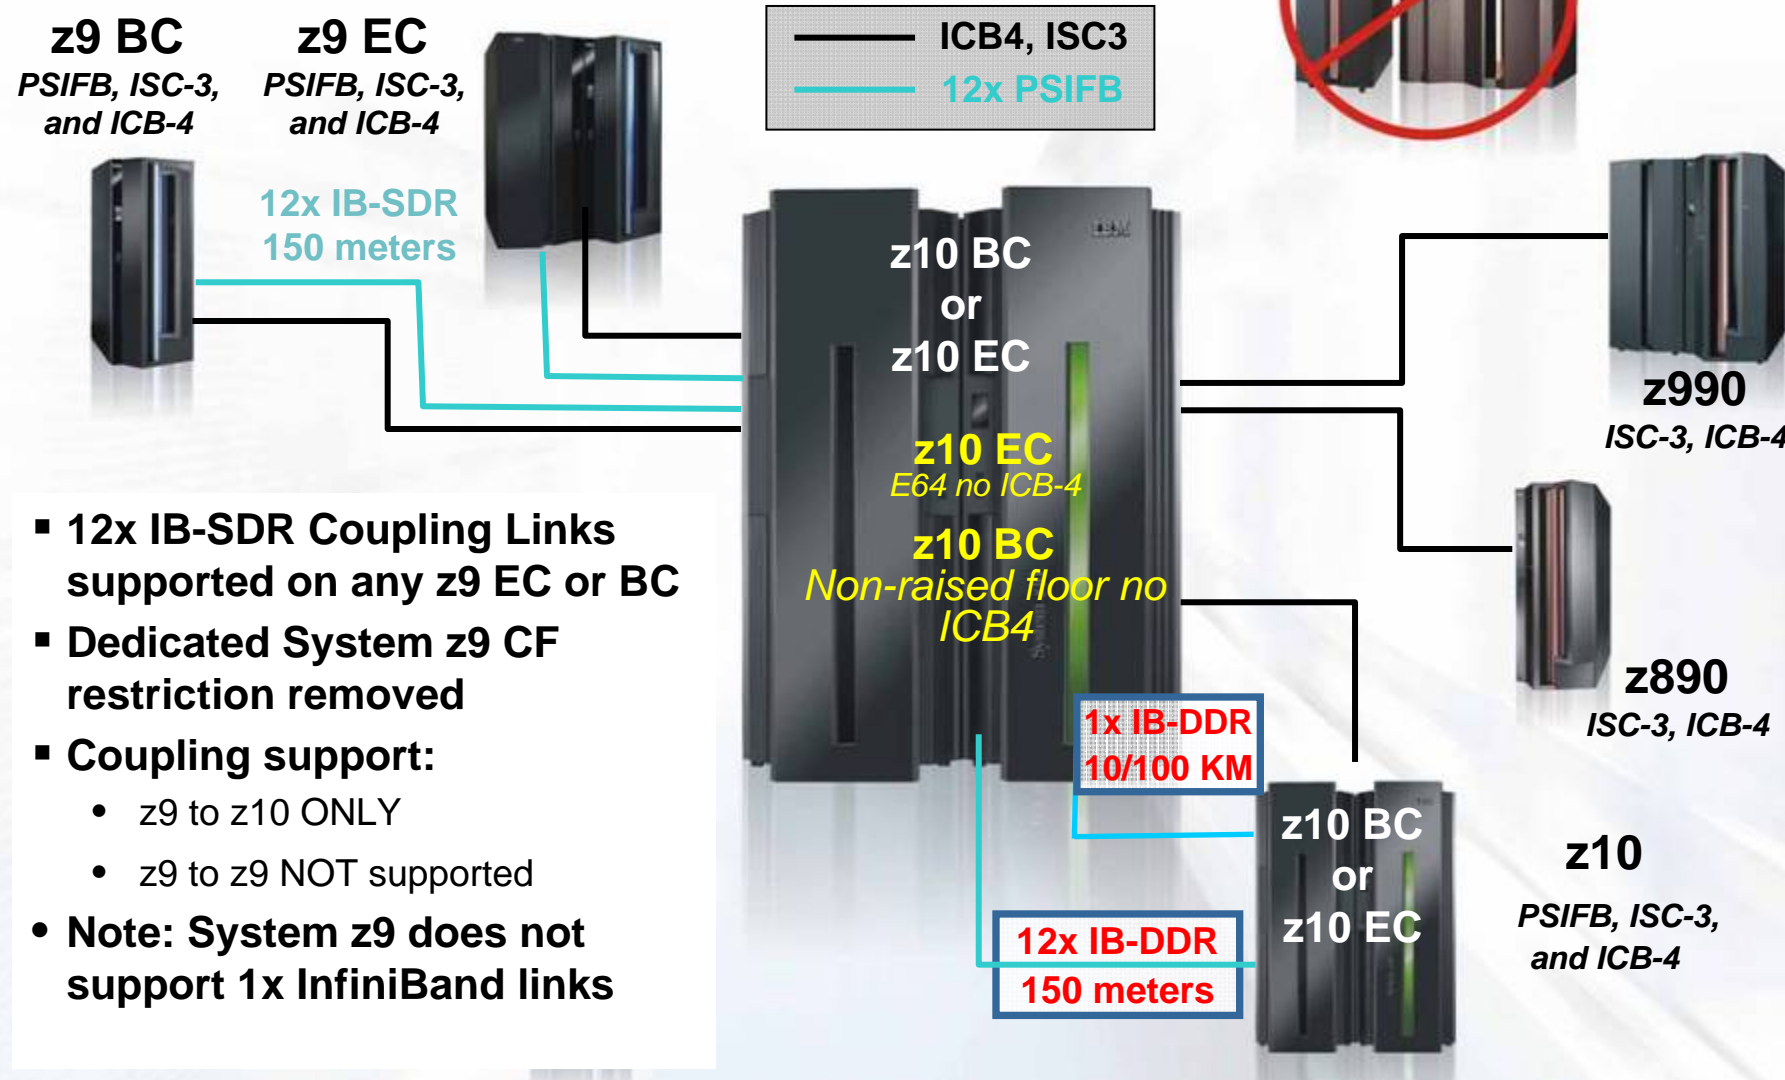 z9 BC
PSIFB, ISC-3,
and ICB-4
z9 EC
PSIFB, ISC-3,
and ICB-4
ICB4, ISC3
12x PSIFB
12x IB-SDR
150 meters
IBM
z10 BC
or
z10 EC
z10 EC
E64 no ICB-4
z10 BC
Non-raised floor no
ICB4
System
z990
ISC-3, ICB-4
z890
ISC-3, ICB-4
▪ 12x IB-SDR Coupling Links
supported on any z9 EC or BC
▪ Dedicated System z9 CF
restriction removed
▪ Coupling support:
• z9 to z10 ONLY
• z9 to z9 NOT supported
• Note: System z9 does not
support 1x InfiniBand links
1x IB-DDR
10/100 KM
12x IB-DDR
150 meters
z10 BC
or
z10 EC
z10
PSIFB, ISC-3,
and ICB-4